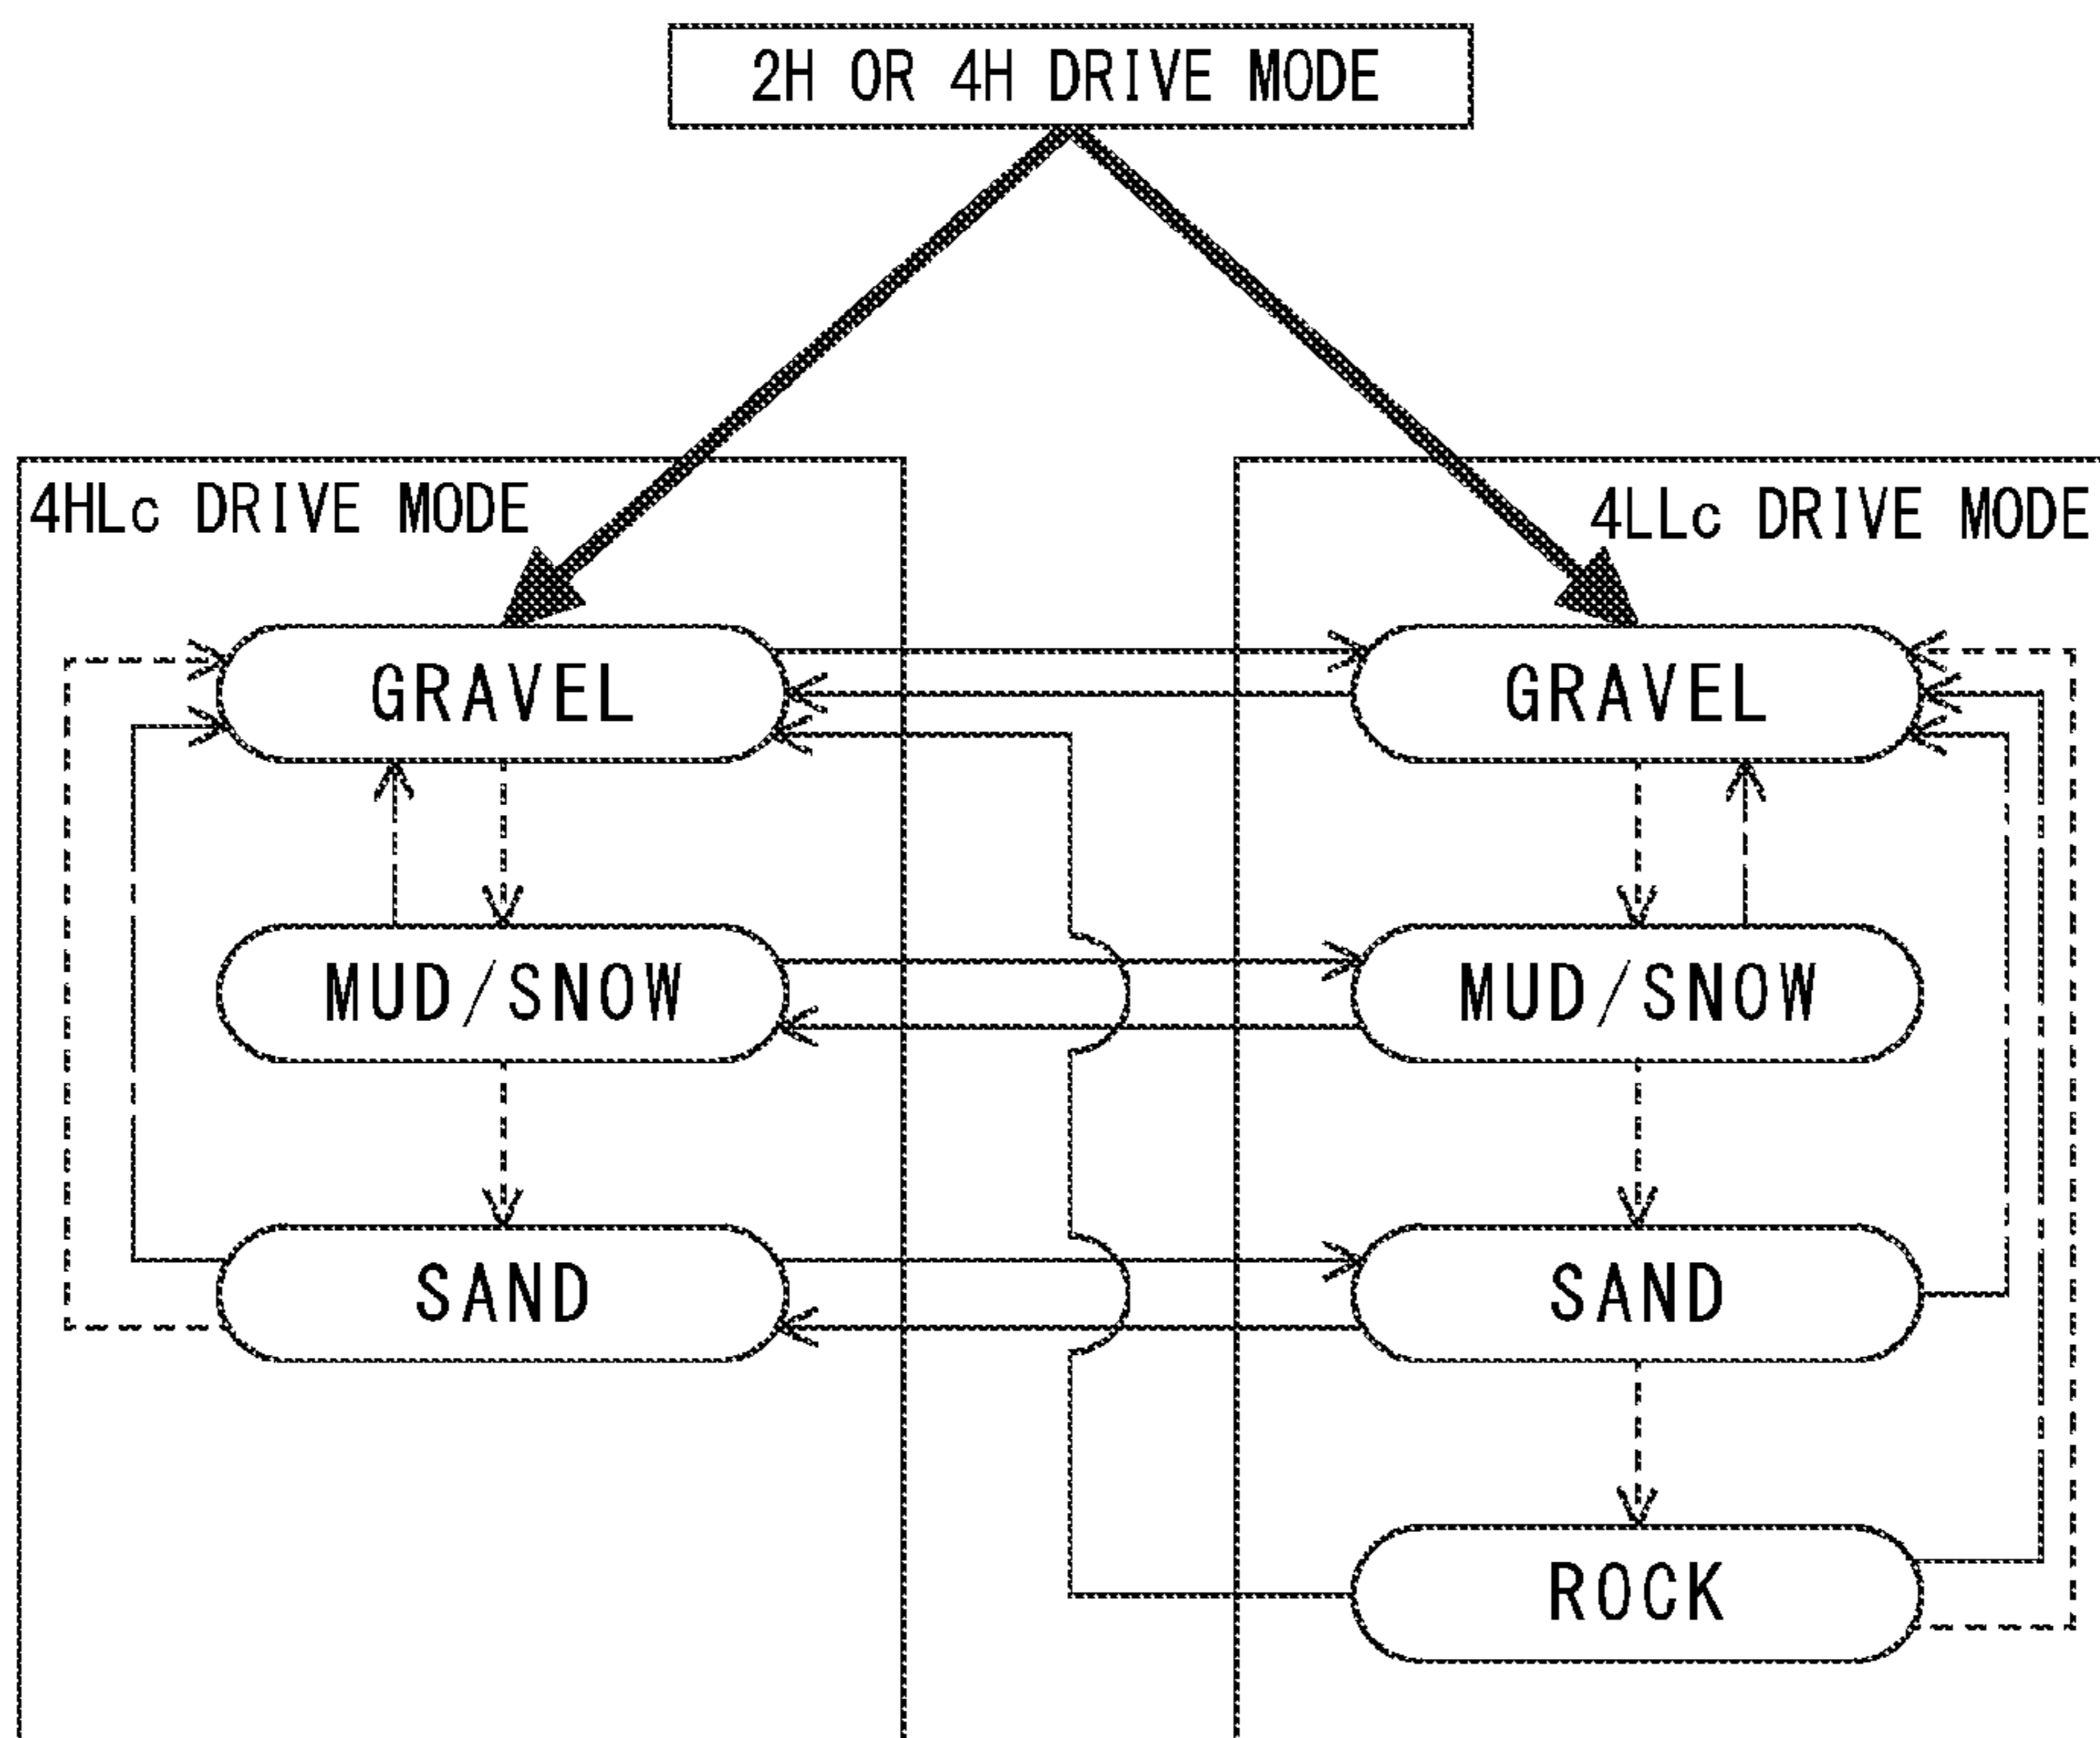 2H OR 4H DRIVE MODE
4HLc DRIVE MODE
4LLc DRIVE MODE
GRAVEL
GRAVEL
MUD/SNOW
MUD/SNOW
SAND
SAND
ROCK